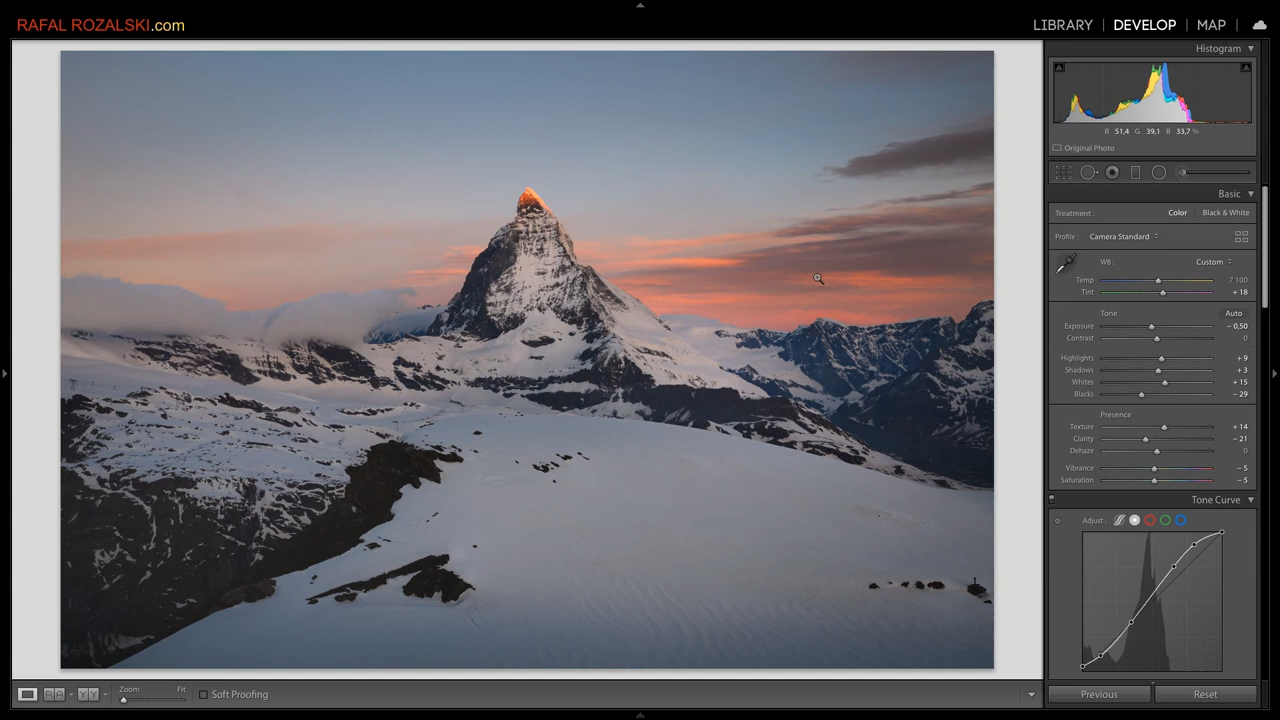 RAFAL ROZALSKI.com
LIBRARY | DEVELOP | MAP |
Histogram
R 51,4 G 39,1 B 33,7 %
Original Photo
Basic
Treatment : Color | Black & White
Profile : Camera Standard
WB : Custom
Temp 7 100
Tint + 18
Tone Auto
Exposure − 0,50
Contrast 0
Highlights + 9
Shadows + 3
Whites + 15
Blacks − 29
Presence
Texture + 14
Clarity − 21
Dehaze 0
Vibrance − 5
Saturation − 5
Tone Curve
Adjust :
R A Y Y Zoom Fit Soft Proofing
Previous Reset